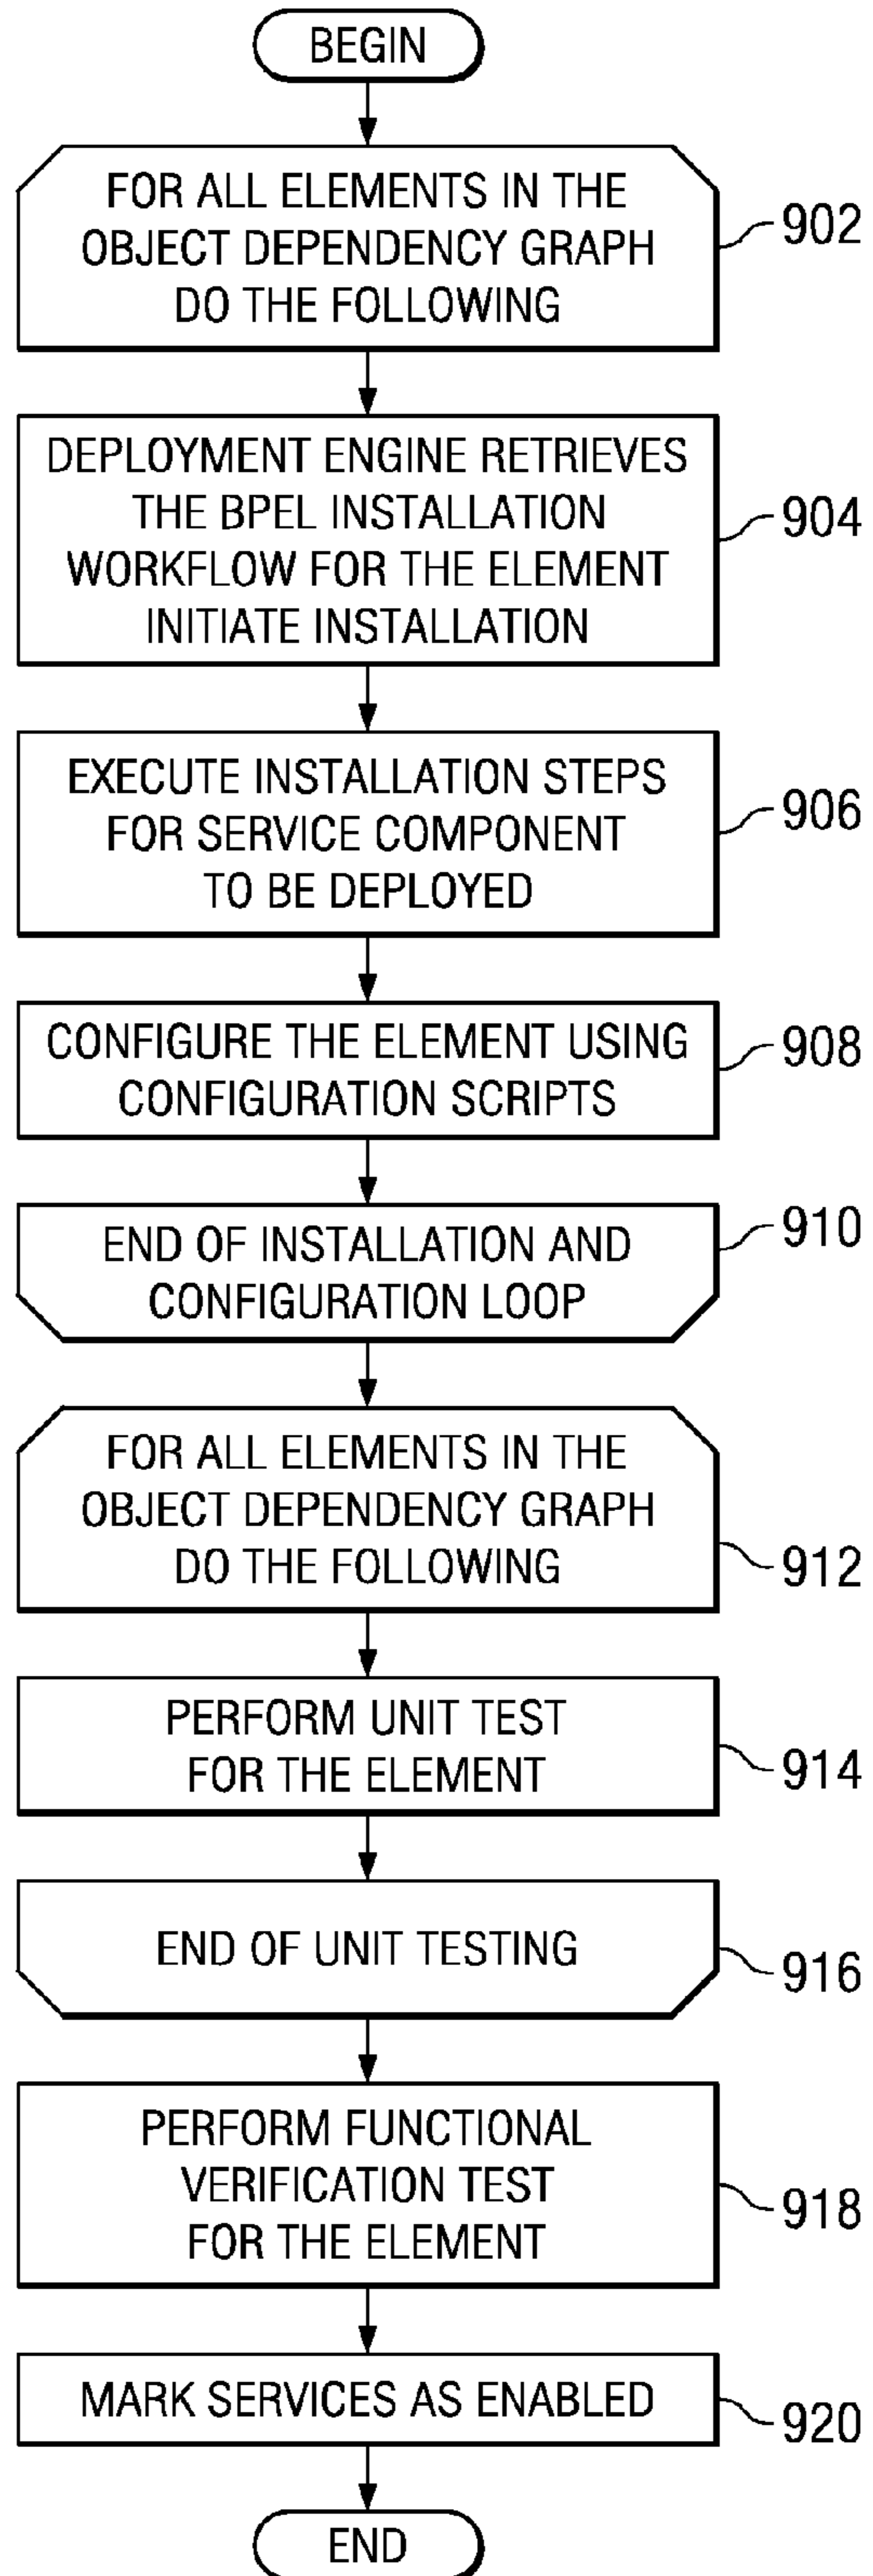 BEGIN
FOR ALL ELEMENTS IN THE
OBJECT DEPENDENCY GRAPH
DO THE FOLLOWING
902
DEPLOYMENT ENGINE RETRIEVES
THE BPEL INSTALLATION
WORKFLOW FOR THE ELEMENT
INITIATE INSTALLATION
904
EXECUTE INSTALLATION STEPS
FOR SERVICE COMPONENT
TO BE DEPLOYED
906
CONFIGURE THE ELEMENT USING
CONFIGURATION SCRIPTS
908
END OF INSTALLATION AND
CONFIGURATION LOOP
910
FOR ALL ELEMENTS IN THE
OBJECT DEPENDENCY GRAPH
DO THE FOLLOWING
912
PERFORM UNIT TEST
FOR THE ELEMENT
914
END OF UNIT TESTING
916
PERFORM FUNCTIONAL
VERIFICATION TEST
FOR THE ELEMENT
918
MARK SERVICES AS ENABLED
920
END